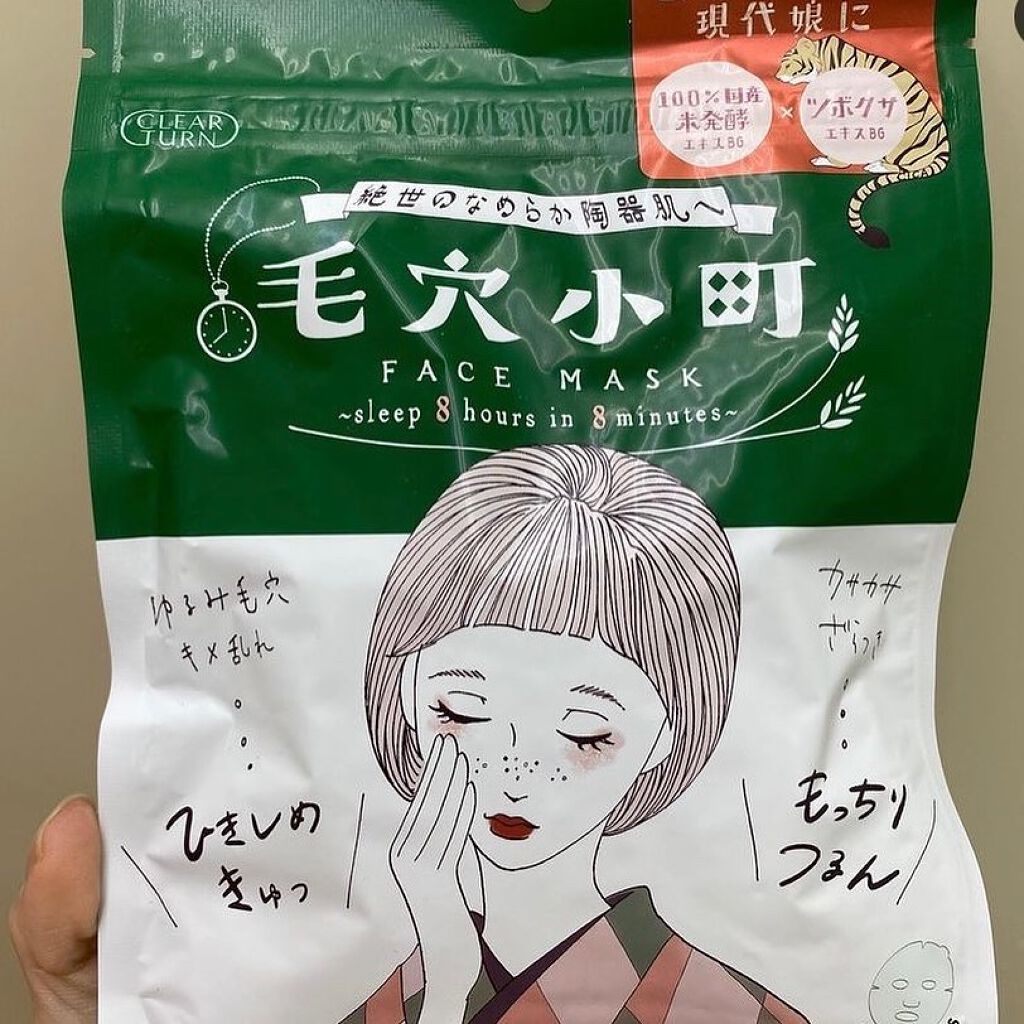 現代娘に
100%国産
米発酵
エキスBG
×
ツボクサ
エキスBG
CLEAR
TURN
絶世のなめらか陶器肌へ
毛穴小町
FACE MASK
~sleep 8 hours in 8 minutes~
ゆるみ毛穴
キメ乱れ
ひきしめ
きゅっ
カサカサ
ざらつき
もっちり
つるん